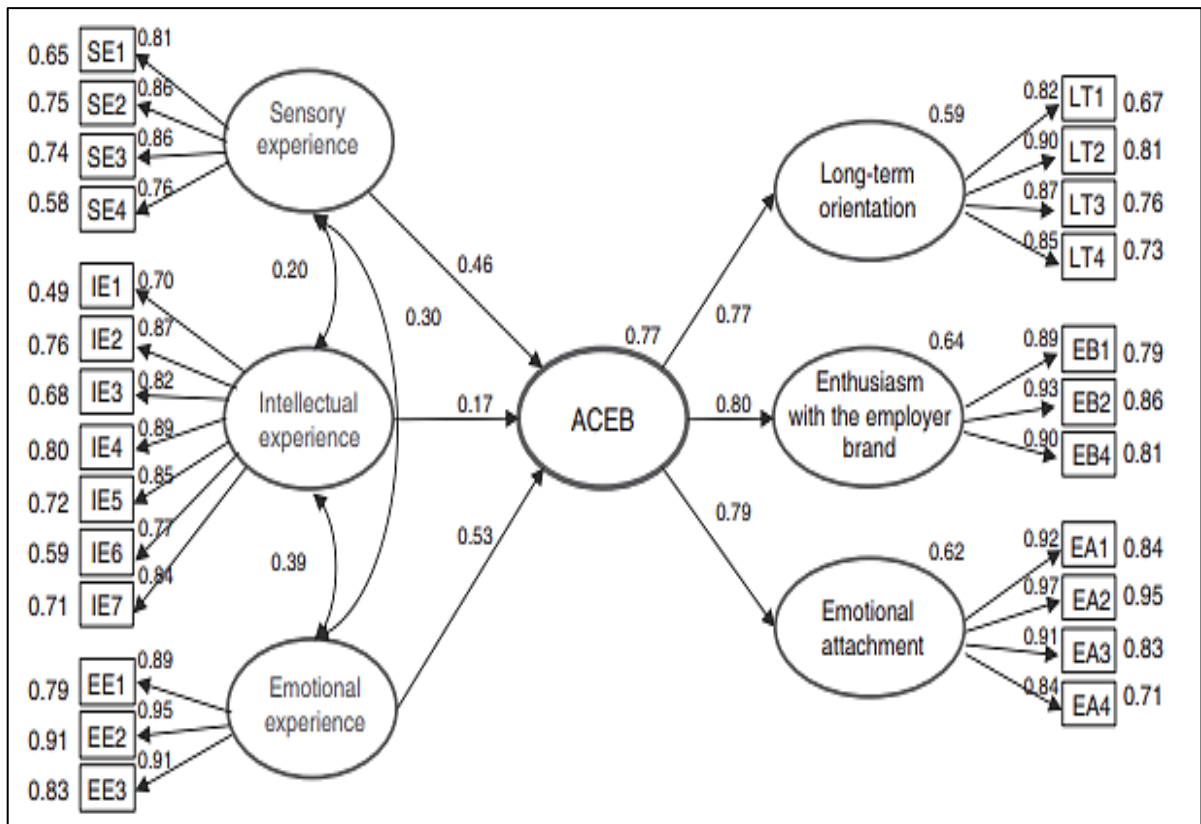 0.65 SE1 0.81
0.75 SE2 0.86
0.74 SE3 0.86
0.58 SE4 0.76
Sensory
experience
0.49 IE1 0.70
0.76 IE2 0.87
0.68 IE3 0.82
0.80 IE4 0.89
0.72 IE5 0.85
0.59 IE6 0.77
0.71 IE7 0.84
Intellectual
experience
0.79 EE1 0.89
0.91 EE2 0.95
0.83 EE3 0.91
Emotional
experience
0.20
0.30
0.39
0.46
0.17
0.53
0.77
ACEB
0.77
0.80
0.79
0.59
Long-term
orientation
0.82 LT1 0.67
0.90 LT2 0.81
0.87 LT3 0.76
0.85 LT4 0.73
0.64
Enthusiasm
with the employer
brand
0.89 EB1 0.79
0.93 EB2 0.86
0.90 EB4 0.81
0.62
Emotional
attachment
0.92 EA1 0.84
0.97 EA2 0.95
0.91 EA3 0.83
0.84 EA4 0.71